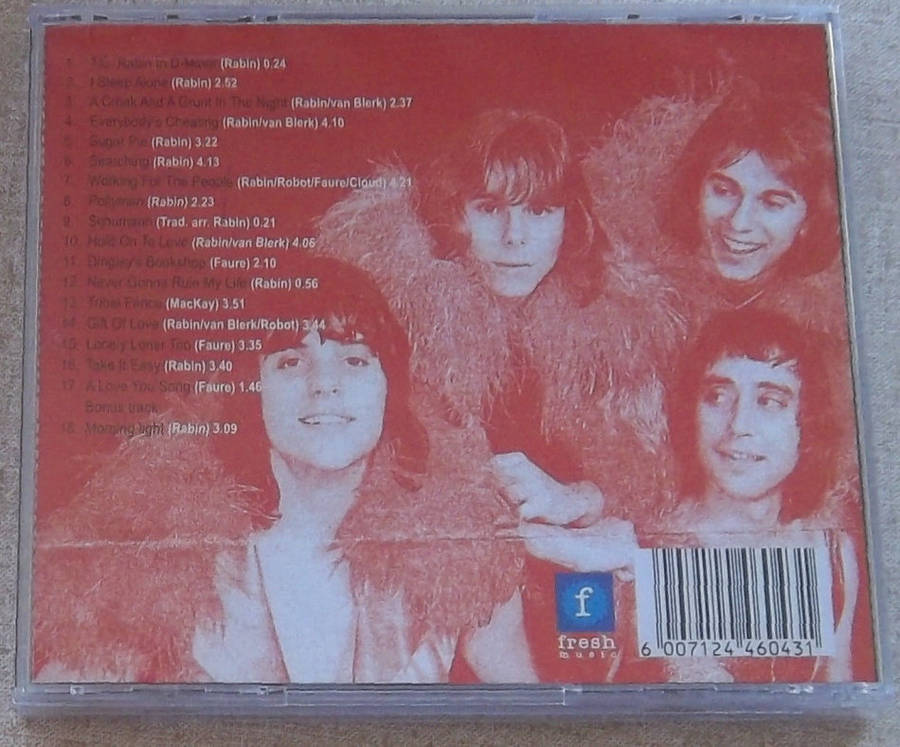 1. (Rabin) 0.24
2. I Sleep Alone (Rabin) 2.52
3. A Croak And A Grunt In The Night (Rabin/van Blerk) 2.37
4. Everybody's Cheating (Rabin/van Blerk) 4.10
5. Sugar Pie (Rabin) 3.22
6. Searching (Rabin) 4.13
7. Working For The People (Rabin/Robot/Faure/Cloud) 4.21
8. Pollyman (Rabin) 2.23
9. Schumann (Trad. arr. Rabin) 0.21
10. Hold On To Love (Rabin/van Blerk) 4.06
11. Dingley's Bookshop (Faure) 2.10
12. Never Gonna Ruin My Life (Rabin) 0.56
13. Tribal Fence (MacKay) 3.51
14. Gift Of Love (Rabin/van Blerk/Robot) 3.44
15. Lonely Loner Too (Faure) 3.35
16. Take It Easy (Rabin) 3.40
17. A Love You Song (Faure) 1.46
Bonus track
18. Morning light (Rabin) 3.09
f
fresh
music
6 007124 460431